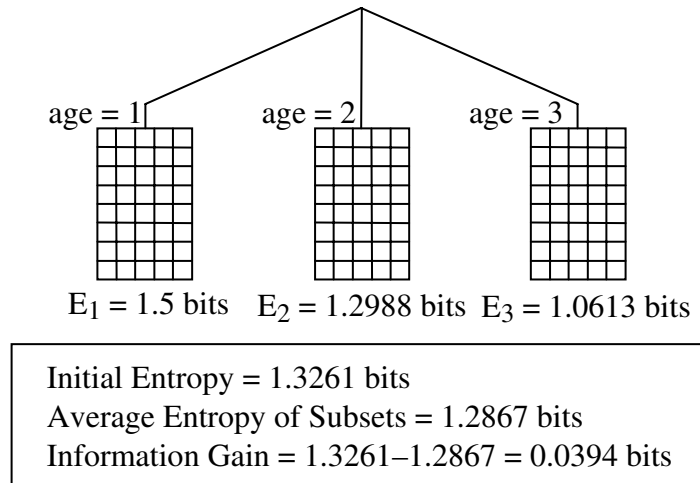 age = 1 age = 2 age = 3
E1 = 1.5 bits E2 = 1.2988 bits E3 = 1.0613 bits
Initial Entropy = 1.3261 bits
Average Entropy of Subsets = 1.2867 bits
Information Gain = 1.3261–1.2867 = 0.0394 bits